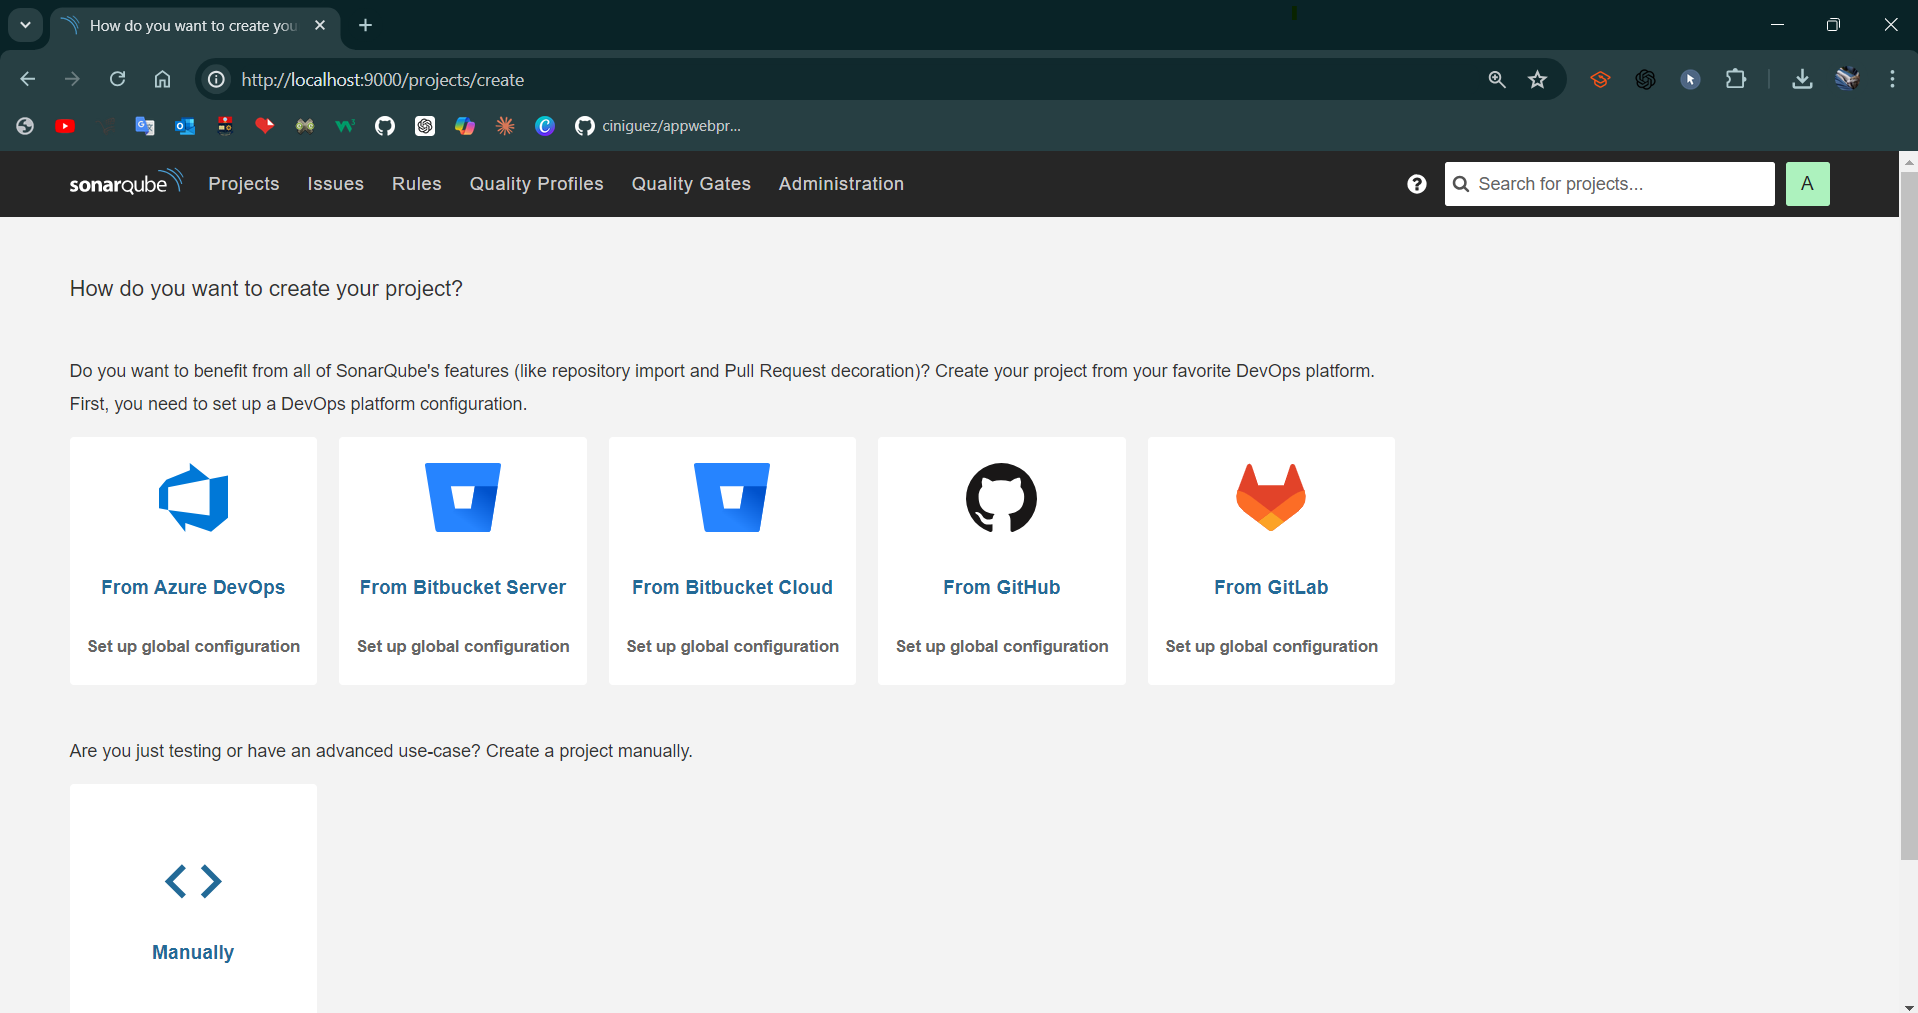 How do you want to create you
http://localhost:9000/projects/create
ciniguez/appwebpr...
sonarqube Projects Issues Rules Quality Profiles Quality Gates Administration ? Search for projects... A
How do you want to create your project?
Do you want to benefit from all of SonarQube's features (like repository import and Pull Request decoration)? Create your project from your favorite DevOps platform.
First, you need to set up a DevOps platform configuration.
From Azure DevOps From Bitbucket Server From Bitbucket Cloud From GitHub From GitLab
Set up global configuration Set up global configuration Set up global configuration Set up global configuration Set up global configuration
Are you just testing or have an advanced use-case? Create a project manually.
Manually